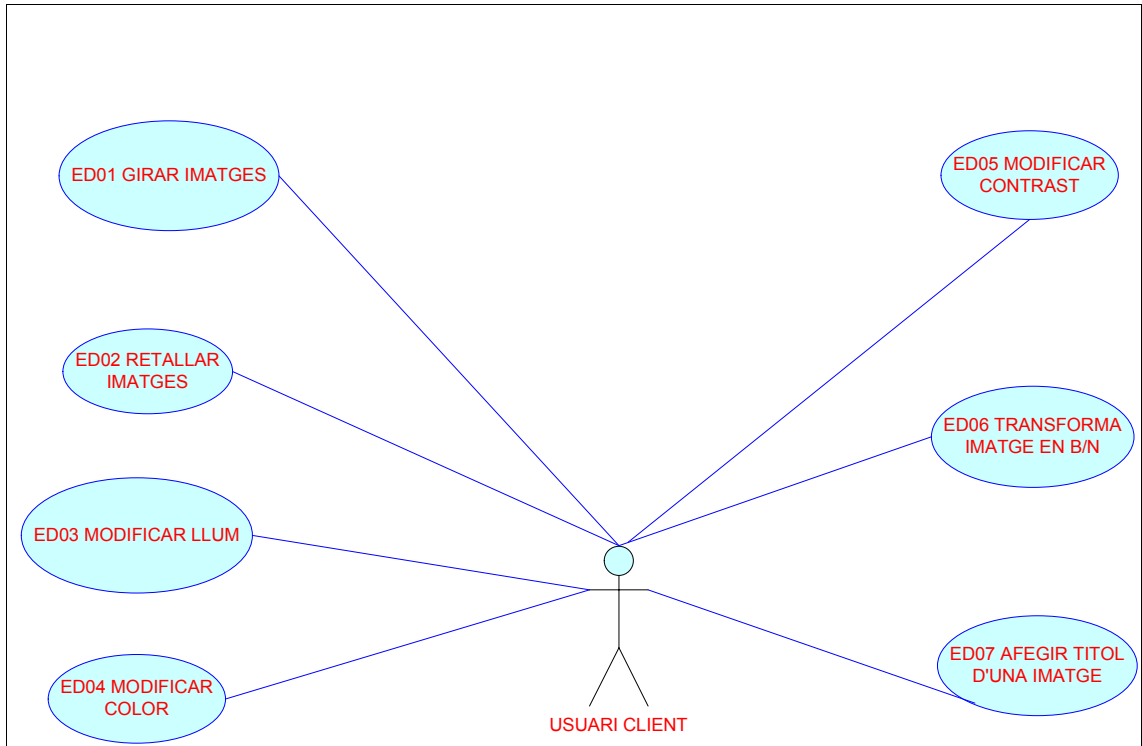 ED01 GIRAR IMATGES
ED02 RETALLAR
IMATGES
ED03 MODIFICAR LLUM
ED04 MODIFICAR
COLOR
ED05 MODIFICAR
CONTRAST
ED06 TRANSFORMA
IMATGE EN B/N
ED07 AFEGIR TITOL
D'UNA IMATGE
USUARI CLIENT